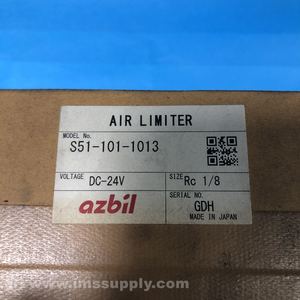 AIR LIMITER
MODEL No.
S51-101-1013
VOLTAGE DC-24V SIZE Rc 1/8
azbil SERIAL NO.
GDH
MADE IN JAPAN
www.imssupply.com